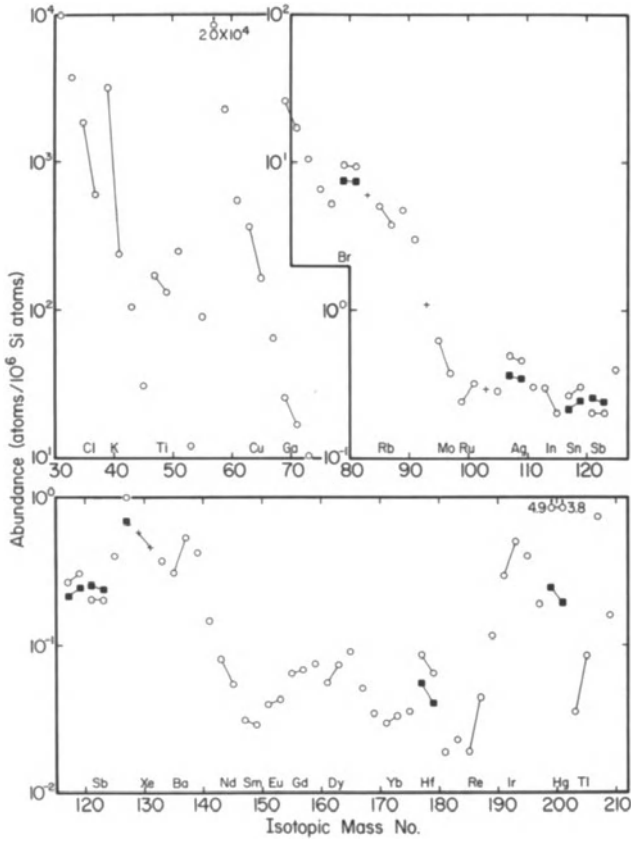 10⁴
2.0X10⁴
10²
10³
10¹
Br
10²
10⁰
Cl K Ti Cu Ga Rb Mo Ru Ag In Sn Sb
10¹
10⁻¹
30 40 50 60 70 80 90 100 110 120
Abundance (atoms/10⁶ Si atoms)
10⁰
4.9 3.8
10⁻¹
Sb Xe Ba Nd Sm Eu Gd Dy Yb Hf Re Ir Hg Tl
10⁻²
120 130 140 150 160 170 180 190 200 210
Isotopic Mass No.